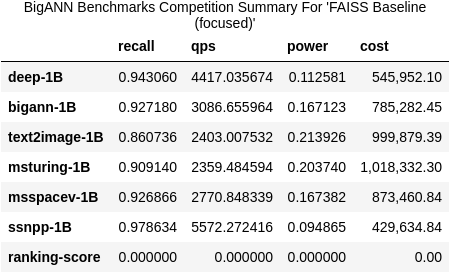 BigANN Benchmarks Competition Summary For 'FAISS Baseline
(focused)'
recall qps power cost
deep-1B 0.943060 4417.035674 0.112581 545,952.10
bigann-1B 0.927180 3086.655964 0.167123 785,282.45
text2image-1B 0.860736 2403.007532 0.213926 999,879.39
msturing-1B 0.909140 2359.484594 0.203740 1,018,332.30
msspacev-1B 0.926866 2770.848339 0.167382 873,460.84
ssnpp-1B 0.978634 5572.272416 0.094865 429,634.84
ranking-score 0.000000 0.000000 0.000000 0.00